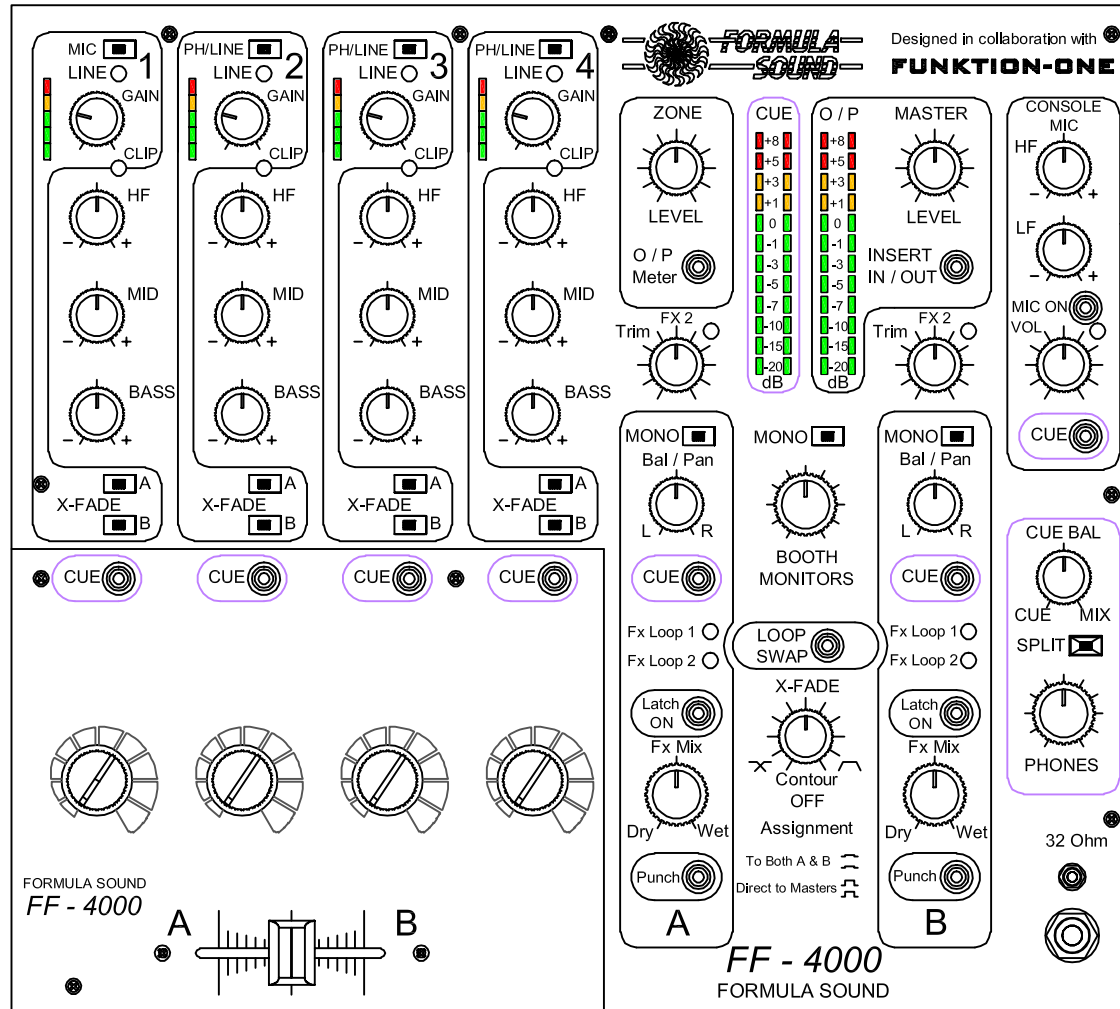 MIC
LINE
1
GAIN
CLIP
HF
- +
MID
- +
BASS
- +
A
X-FADE
B
PH/LINE
LINE
2
GAIN
CLIP
HF
- +
MID
- +
BASS
- +
A
X-FADE
B
PH/LINE
LINE
3
GAIN
CLIP
HF
- +
MID
- +
BASS
- +
A
X-FADE
B
PH/LINE
LINE
4
GAIN
CLIP
HF
- +
MID
- +
BASS
- +
A
X-FADE
B
CUE
CUE
CUE
CUE
FORMULA SOUND
FF - 4000
A
B
FORMULA
SOUND
Designed in collaboration with
FUNKTION-ONE
ZONE
LEVEL
O / P
Meter
CUE
+8
+5
+3
+1
0
-1
-3
-5
-7
-10
-15
-20
dB
O / P
+8
+5
+3
+1
0
-1
-3
-5
-7
-10
-15
-20
dB
MASTER
LEVEL
INSERT
IN / OUT
FX 2
Trim
FX 2
Trim
CONSOLE
MIC
HF
- +
LF
- +
MIC ON
VOL
CUE
MONO
Bal / Pan
L R
CUE
Fx Loop 1
Fx Loop 2
Latch
ON
Fx Mix
Dry Wet
Punch
A
MONO
BOOTH
MONITORS
LOOP
SWAP
X-FADE
Contour
OFF
Assignment
To Both A & B
Direct to Masters
MONO
Bal / Pan
L R
CUE
Fx Loop 1
Fx Loop 2
Latch
ON
Fx Mix
Dry Wet
Punch
B
CUE BAL
CUE MIX
SPLIT
PHONES
32 Ohm
FF - 4000
FORMULA SOUND